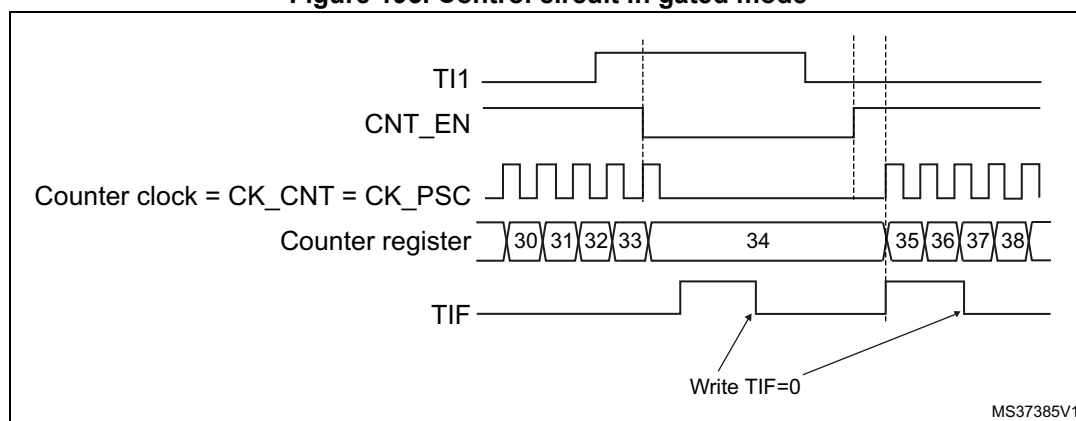 Figure Control circuit in gated mode
TI1
CNT_EN
Counter clock = CK_CNT = CK_PSC
Counter register 30 31 32 33 34 35 36 37 38
TIF
Write TIF=0
MS37385V1